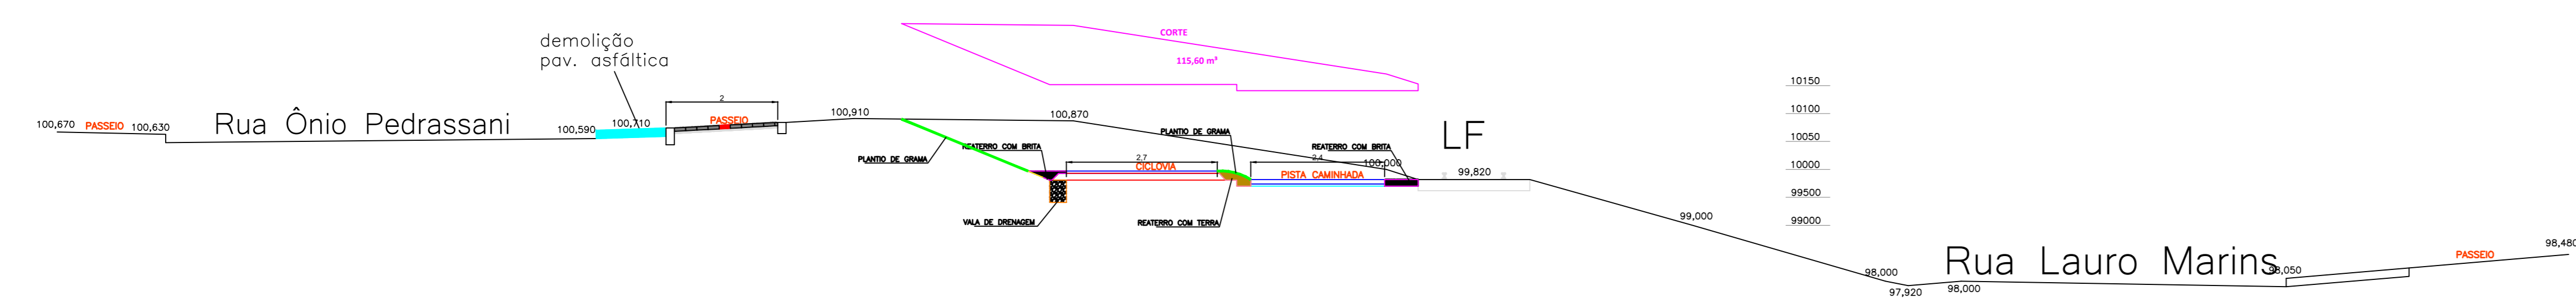 CORTE
115,60 m³
demolição
pav. asfáltica
10150
10100
10050
10000
99500
99000
2
100,670
PASSEIO
100,630
Rua Ônio Pedrassani
100,590
100,710
PASSEIO
100,910
100,870
PLANTIO DE GRAMA
REATERRO COM BRITA
PLANTIO DE GRAMA
2,7
CICLOVIA
VALA DE DRENAGEM
REATERRO COM TERRA
REATERRO COM BRITA
2,4
100,000
PISTA CAMINHADA
LF
99,820
99,000
98,000
97,920
98,000
Rua Lauro Marins
98,050
PASSEIO
98,480